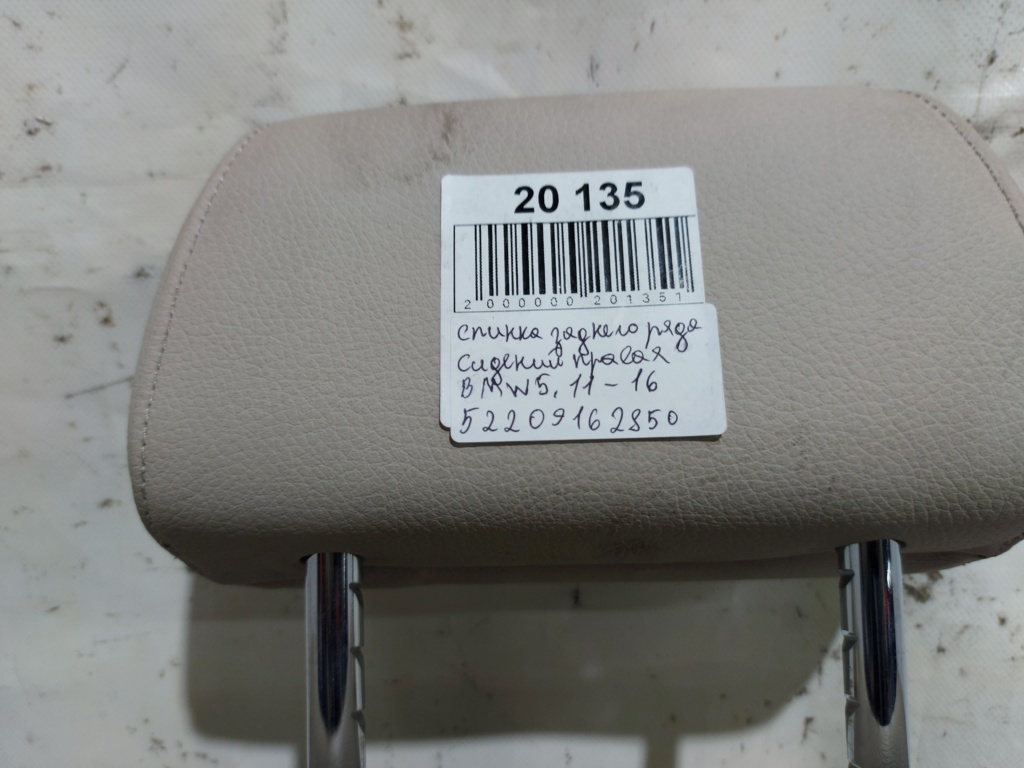 20 135
2 000000 201351
спинка заднего ряда
сидений правая
BMW5, 11-16
52209162850